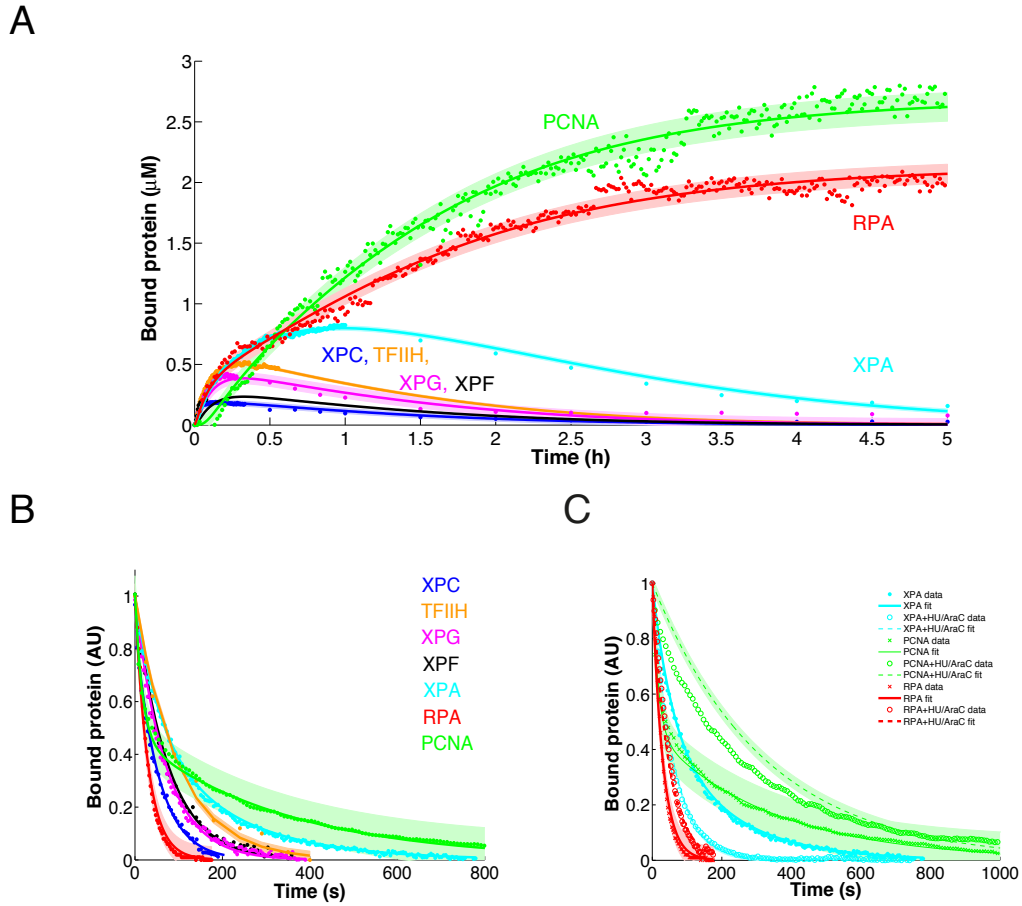 A
3
2.5
2
1.5
1
0.5
0
Bound protein (μM)
PCNA
RPA
XPC, TFIIH,
XPG, XPF
XPA
0 0.5 1 1.5 2 2.5 3 3.5 4 4.5 5
Time (h)
B
1
0.8
0.6
0.4
0.2
0
Bound protein (AU)
XPC
TFIIH
XPG
XPF
XPA
RPA
PCNA
0 200 400 600 800
Time (s)
C
1
0.8
0.6
0.4
0.2
0
Bound protein (AU)
XPA data
XPA fit
XPA+HU/AraC data
XPA+HU/AraC fit
PCNA data
PCNA fit
PCNA+HU/AraC data
PCNA+HU/AraC fit
RPA data
RPA fit
RPA+HU/AraC data
RPA+HU/AraC fit
0 200 400 600 800 1000
Time (s)